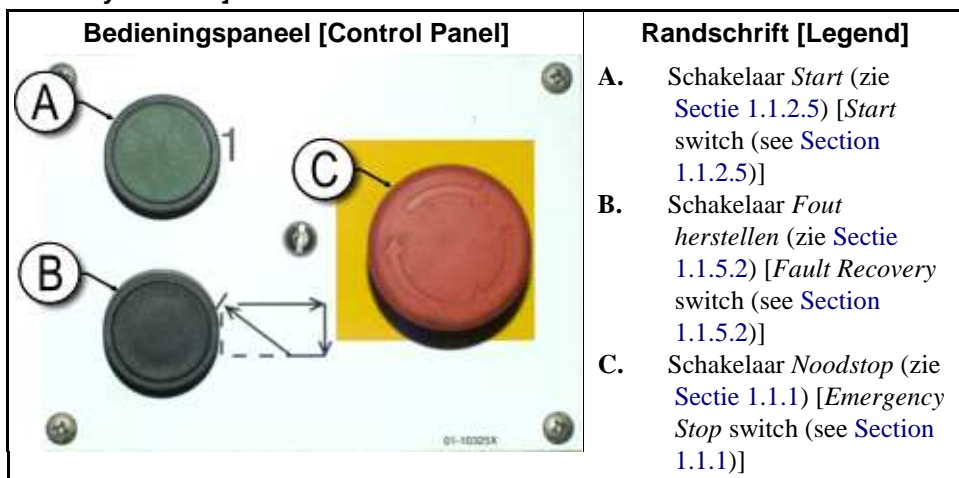 Bedieningspaneel [Control Panel]
A
1
C
B
01-10325X
Randschrift [Legend]
A. Schakelaar Start (zie
Sectie 1.1.2.5) [Start
switch (see Section
1.1.2.5)]
B. Schakelaar Fout
herstellen (zie Sectie
1.1.5.2) [Fault Recovery
switch (see Section
1.1.5.2)]
C. Schakelaar Noodstop (zie
Sectie 1.1.1) [Emergency
Stop switch (see Section
1.1.1)]